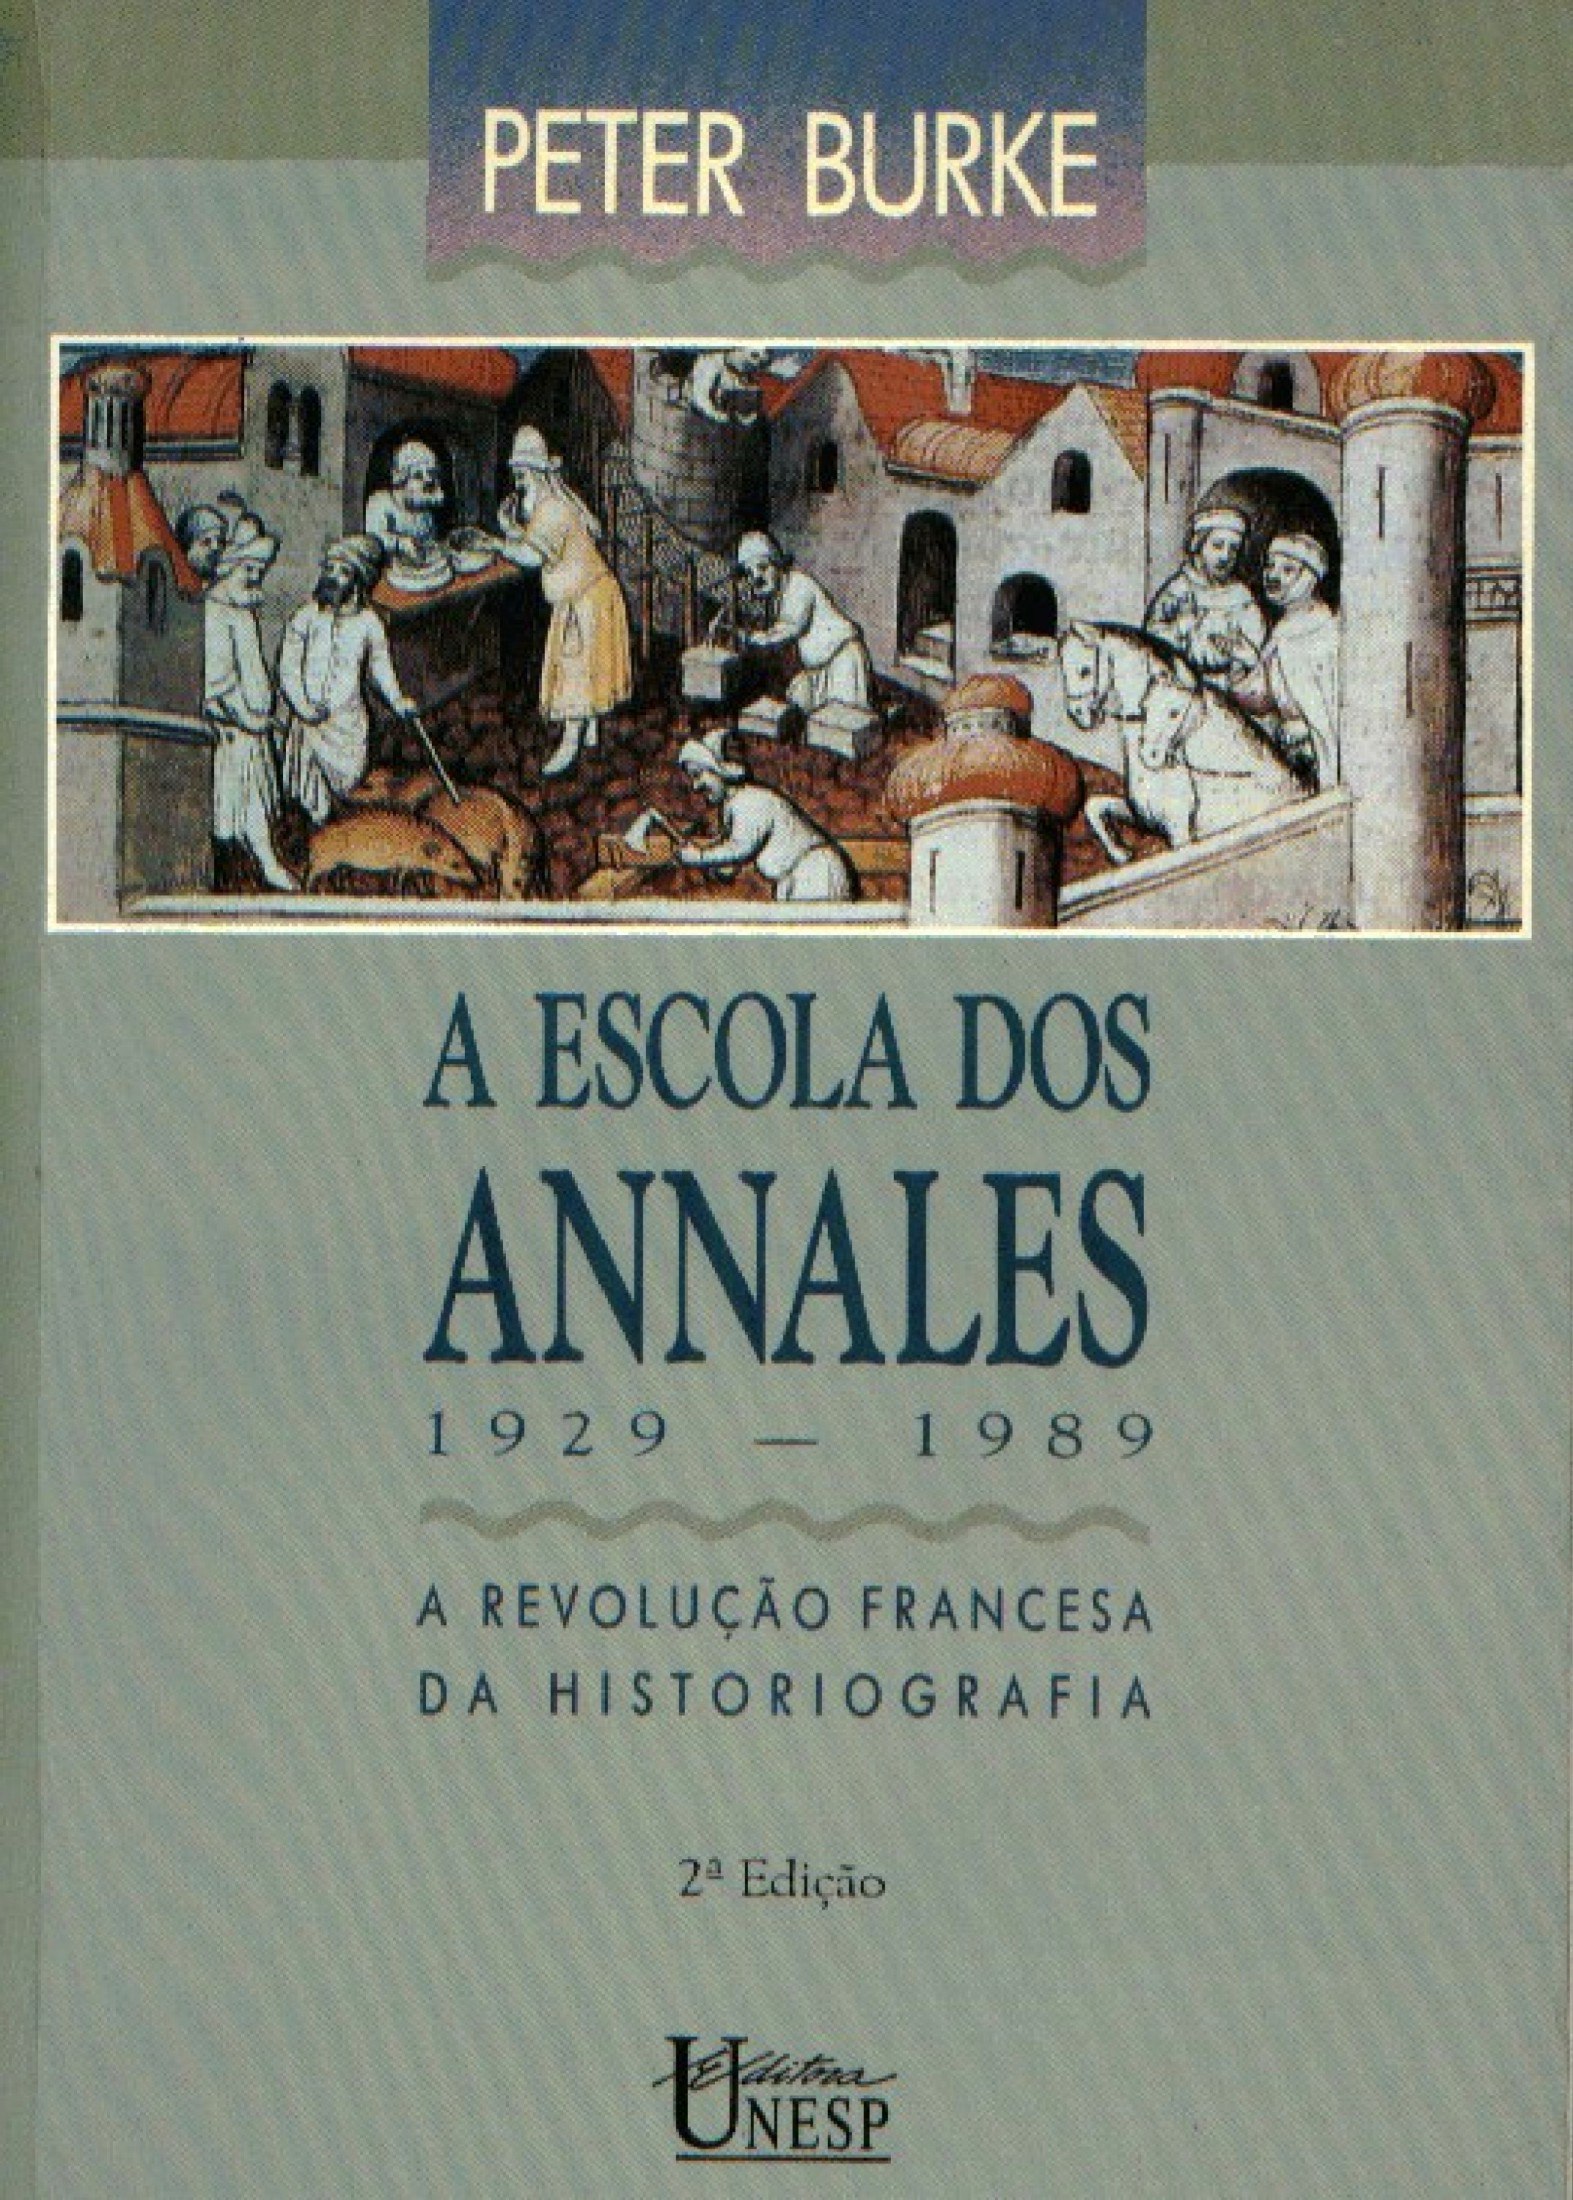 PETER BURKE
A ESCOLA DOS
ANNALES
1929 — 1989
A REVOLUÇÃO FRANCESA
DA HISTORIOGRAFIA
2ª Edição
Editora
UNESP